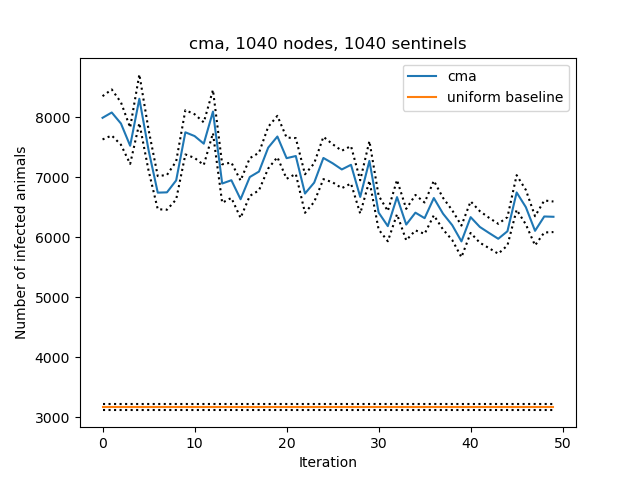 cma, 1040 nodes, 1040 sentinels
cma
uniform baseline
Number of infected animals
8000
7000
6000
5000
4000
3000
0 10 20 30 40 50
Iteration